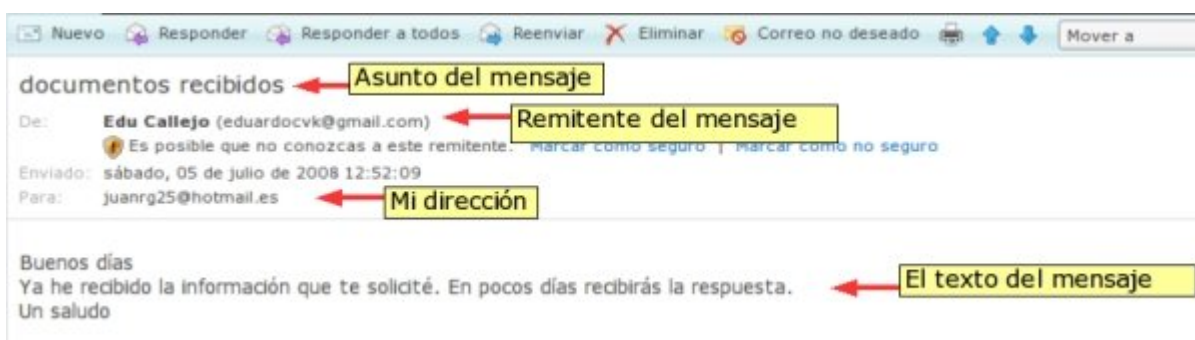 Nuevo Responder Responder a todos Reenviar Eliminar Correo no deseado Mover a
documentos recibidos Asunto del mensaje
De: Edu Callejo (eduardocvk@gmail.com) Remitente del mensaje
Es posible que no conozcas a este remitente. Marcar como seguro | Marcar como no seguro
Enviado: sábado, 05 de julio de 2008 12:52:09
Para: juanrg25@hotmail.es Mi dirección
Buenos días
Ya he recibido la información que te solicité. En pocos días recibirás la respuesta. El texto del mensaje
Un saludo